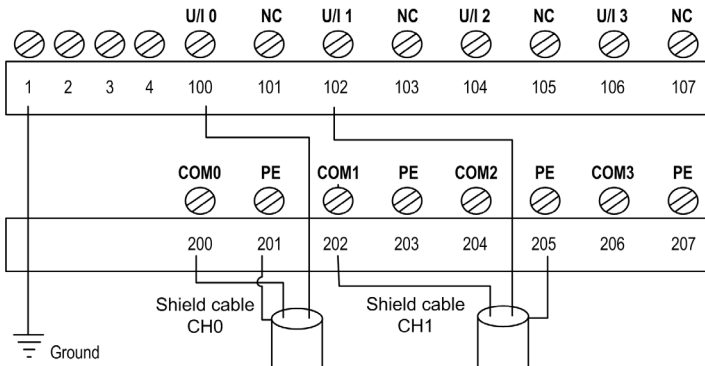 U/I 0 NC U/I 1 NC U/I 2 NC U/I 3 NC
1 2 3 4 100 101 102 103 104 105 106 107
COM0 PE COM1 PE COM2 PE COM3 PE
200 201 202 203 204 205 206 207
Shield cable
CH0
Shield cable
CH1
Ground